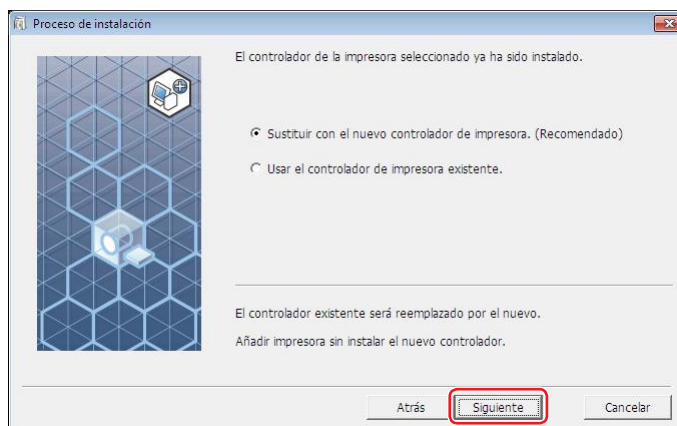 Proceso de instalación
El controlador de la impresora seleccionado ya ha sido instalado.
Sustituir con el nuevo controlador de impresora. (Recomendado)
Usar el controlador de impresora existente.
El controlador existente será reemplazado por el nuevo.
Añadir impresora sin instalar el nuevo controlador.
Atrás
Siguiente
Cancelar